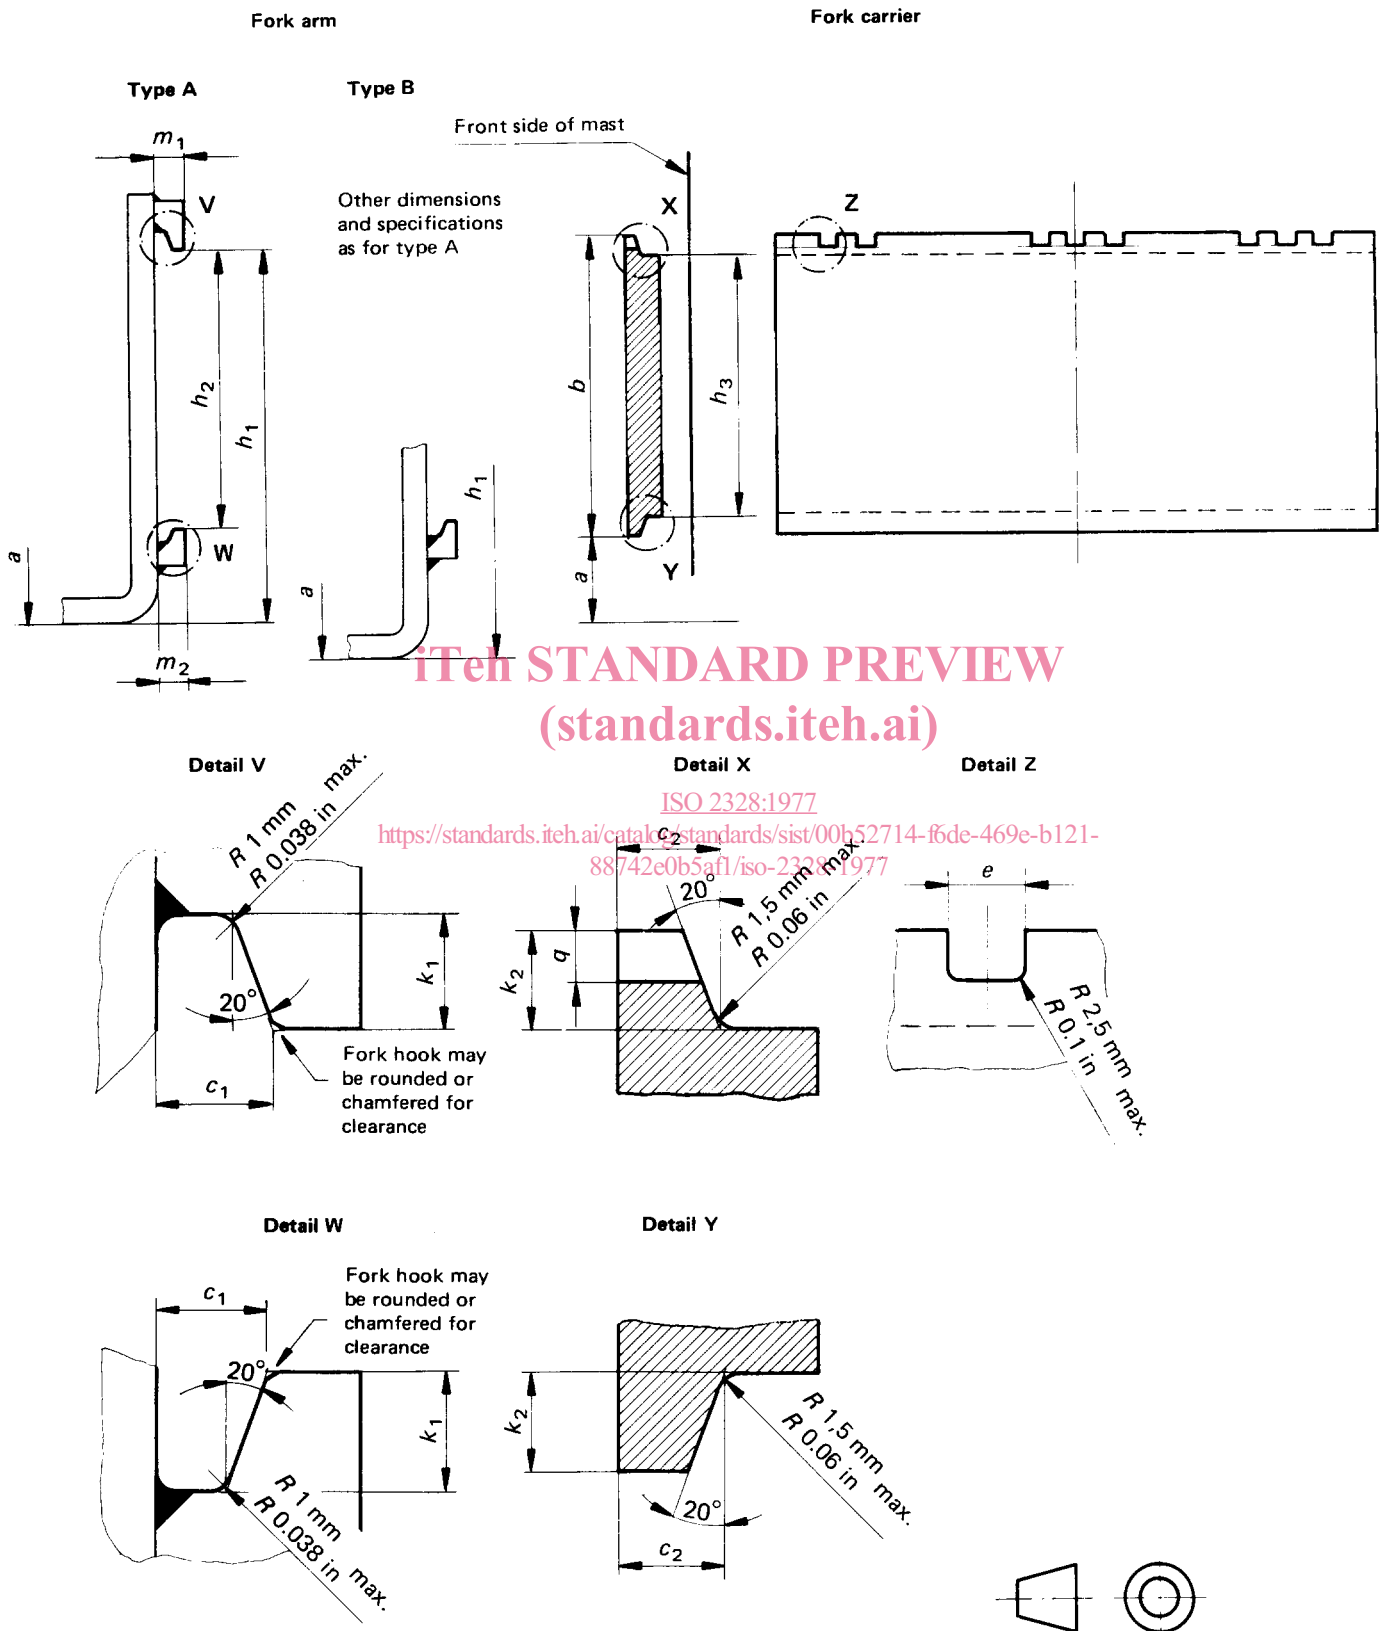 Fork arm
Fork carrier
Type A
Type B
m1
Front side of mast
V
Other dimensions
and specifications
as for type A
X
Z
h2
h1
b
h3
W
a
h1
a
Y
a
m2
iTeh STANDARD PREVIEW
(standards.iteh.ai)
Detail V
Detail X
Detail Z
ISO 2328:1977
https://standards.iteh.ai/catalog/standards/sist/00b52714-f6de-469e-b121-
88742e0b5af1/iso-2328-1977
R 1 mm
R 0.038 in max.
c2
20°
R 1,5 mm
R 0.06 in max.
e
q
k2
k1
20°
R 2,5 mm
R 0.1 in max.
Fork hook may
be rounded or
chamfered for
clearance
c1
Detail W
Detail Y
Fork hook may
be rounded or
chamfered for
clearance
c1
20°
k1
k2
R 1 mm
R 0.038 in max.
R 1,5 mm
R 0.06 in max.
20°
c2